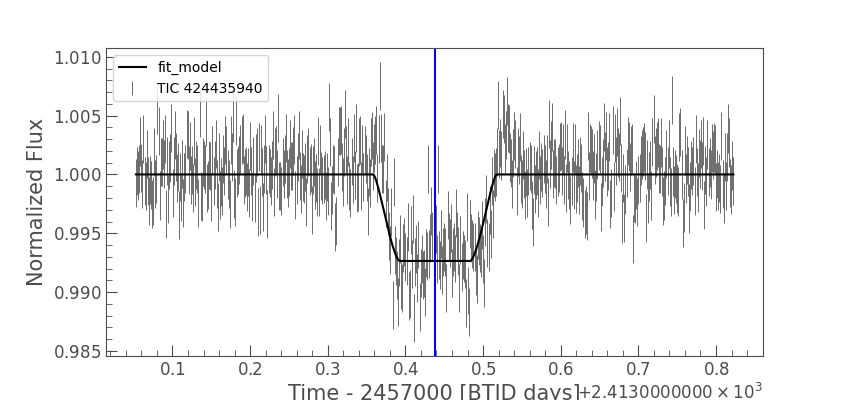 1.010
1.005
1.000
0.995
0.990
0.985
Normalized Flux
fit_model
TIC 424435940
0.1 0.2 0.3 0.4 0.5 0.6 0.7 0.8
Time - 2457000 [BTJD days]
+2.4130000000 × 10³